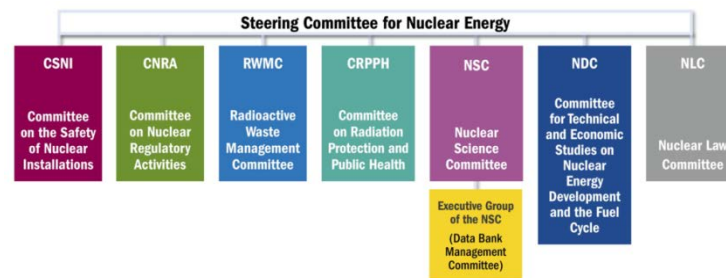 Steering Committee for Nuclear Energy
CSNI
Committee
on the Safety
of Nuclear
Installations
CNRA
Committee
on Nuclear
Regulatory
Activities
RWMC
Radioactive
Waste
Management
Committee
CRPPH
Committee
on Radiation
Protection and
Public Health
NSC
Nuclear
Science
Committee
Executive Group
of the NSC
(Data Bank
Management
Committee)
NDC
Committee
for Technical
and Economic
Studies on
Nuclear
Energy
Development
and the Fuel
Cycle
NLC
Nuclear Law
Committee